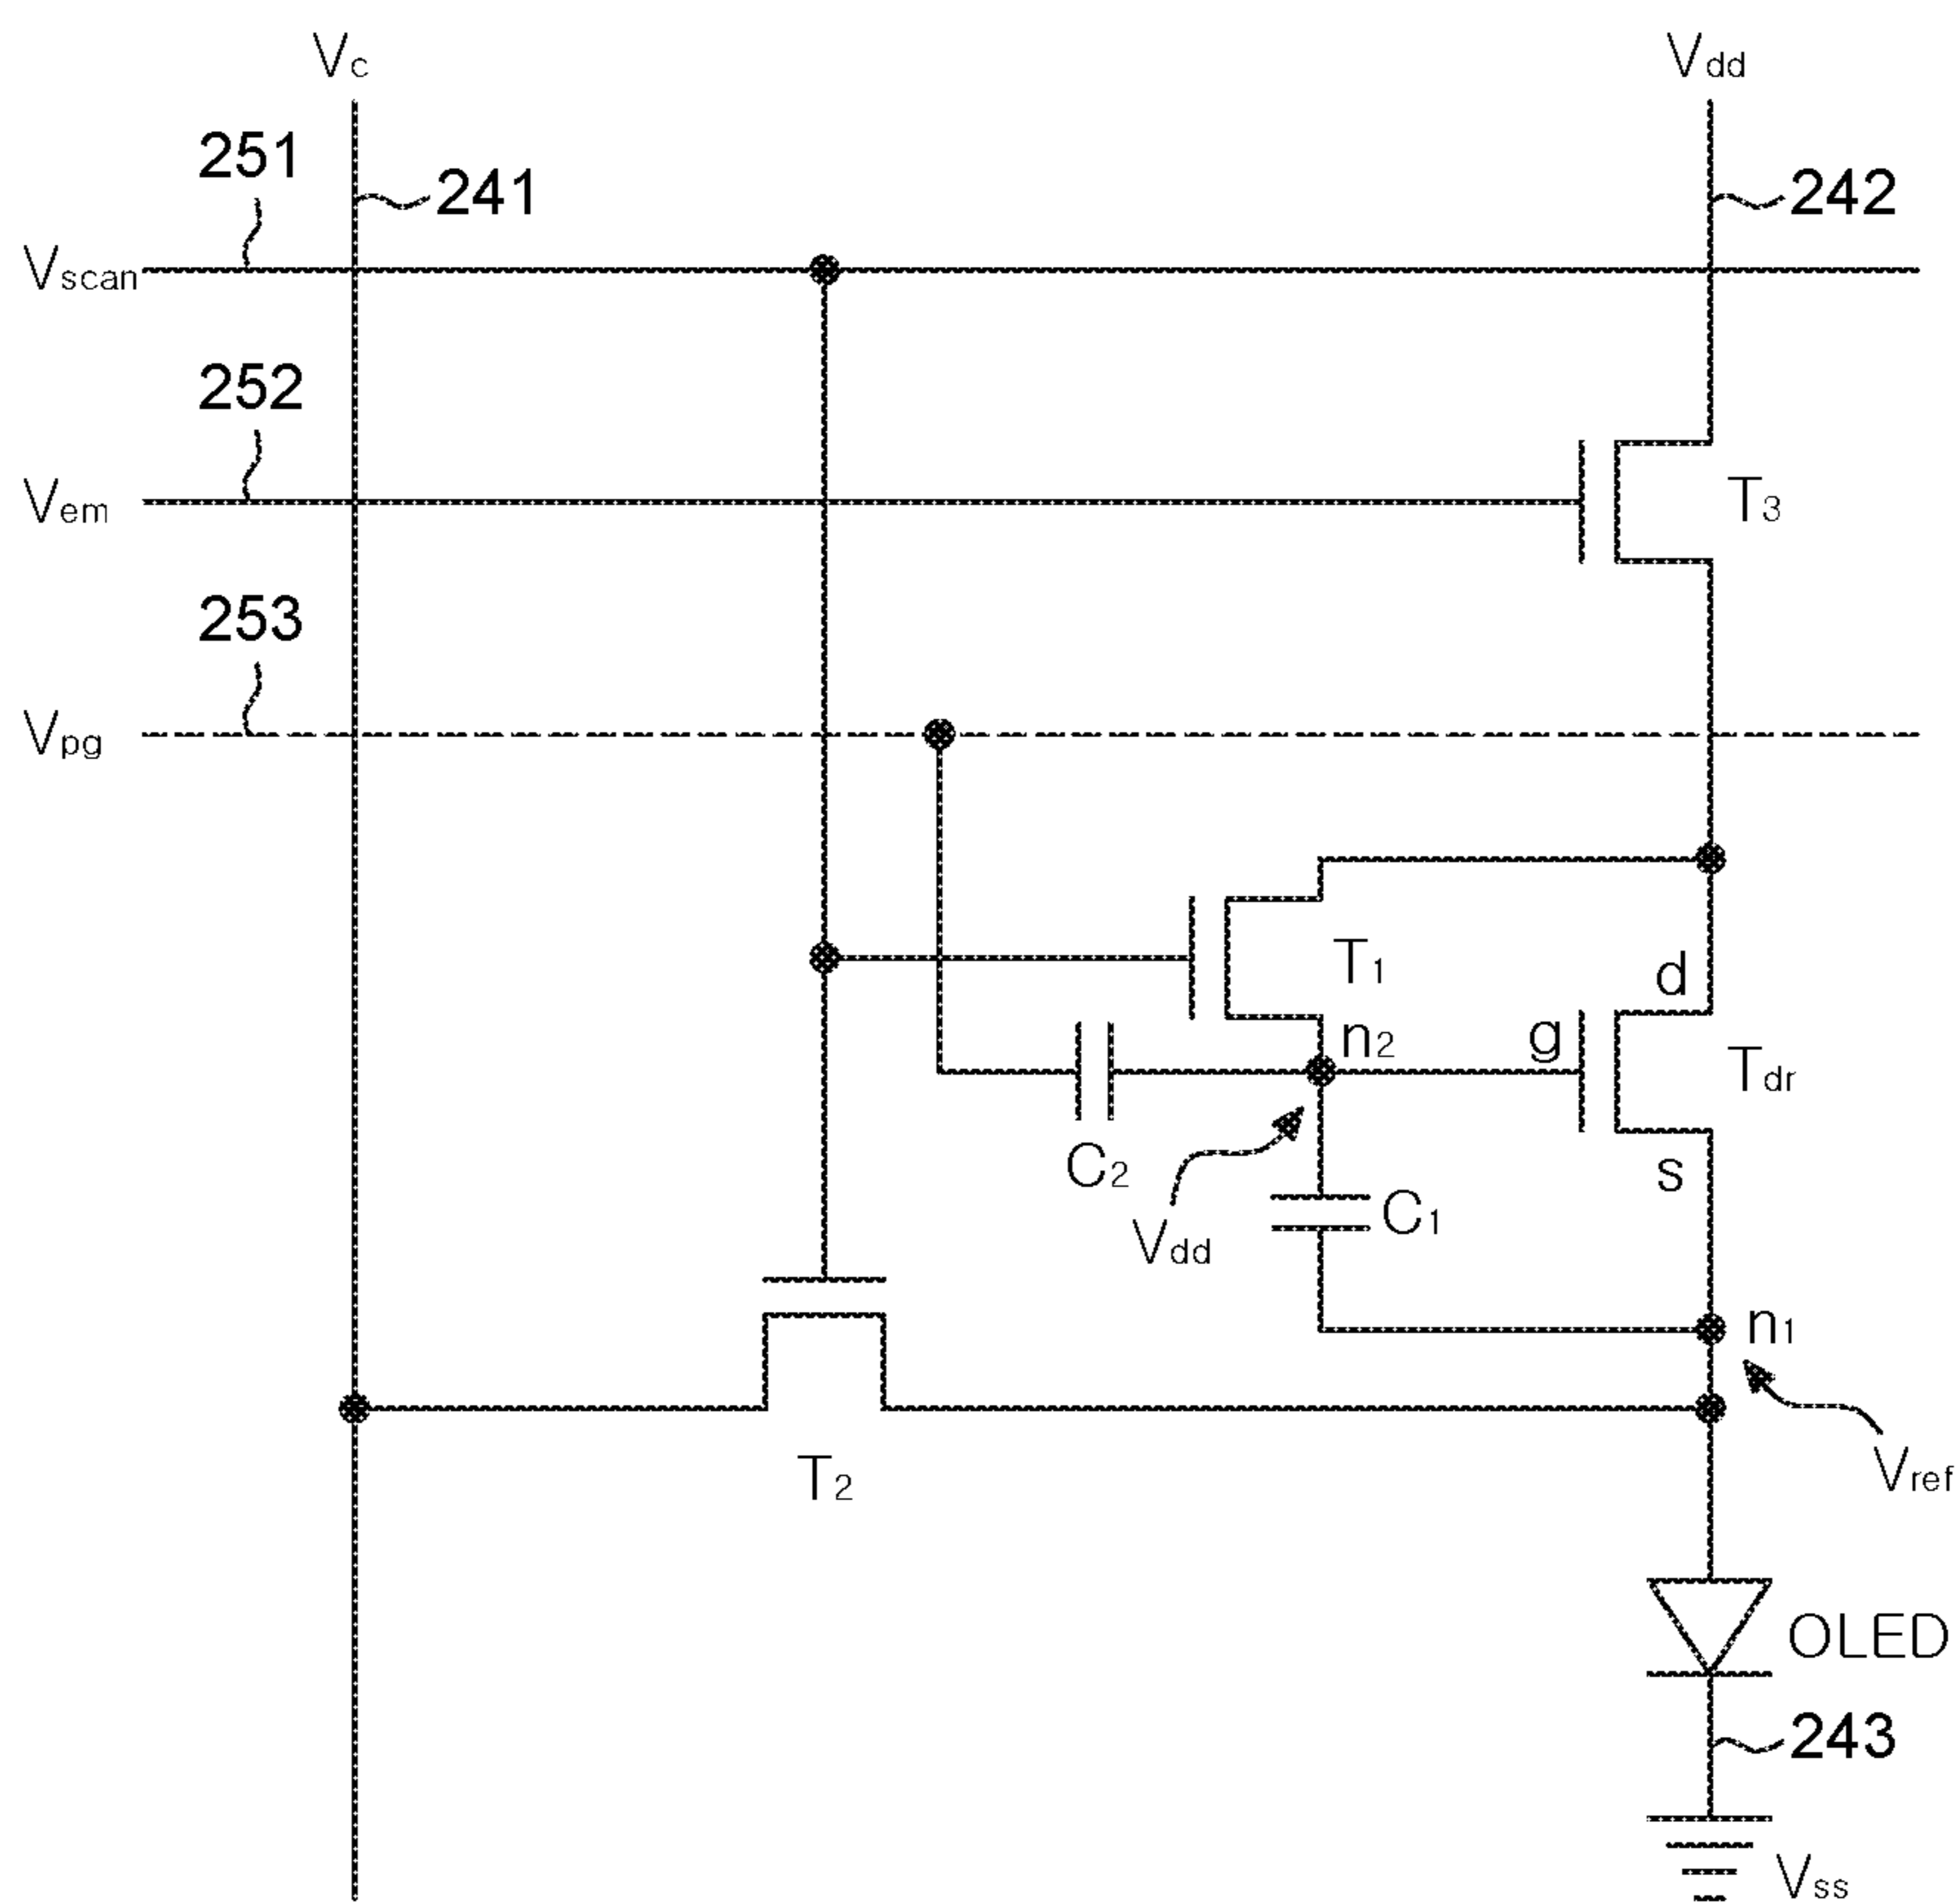 Vc
Vdd
251
241
242
Vscan
252
Vem
T3
253
Vpg
T1
d
n2
g
Tdr
C2
s
C1
Vdd
n1
T2
Vref
OLED
243
Vss